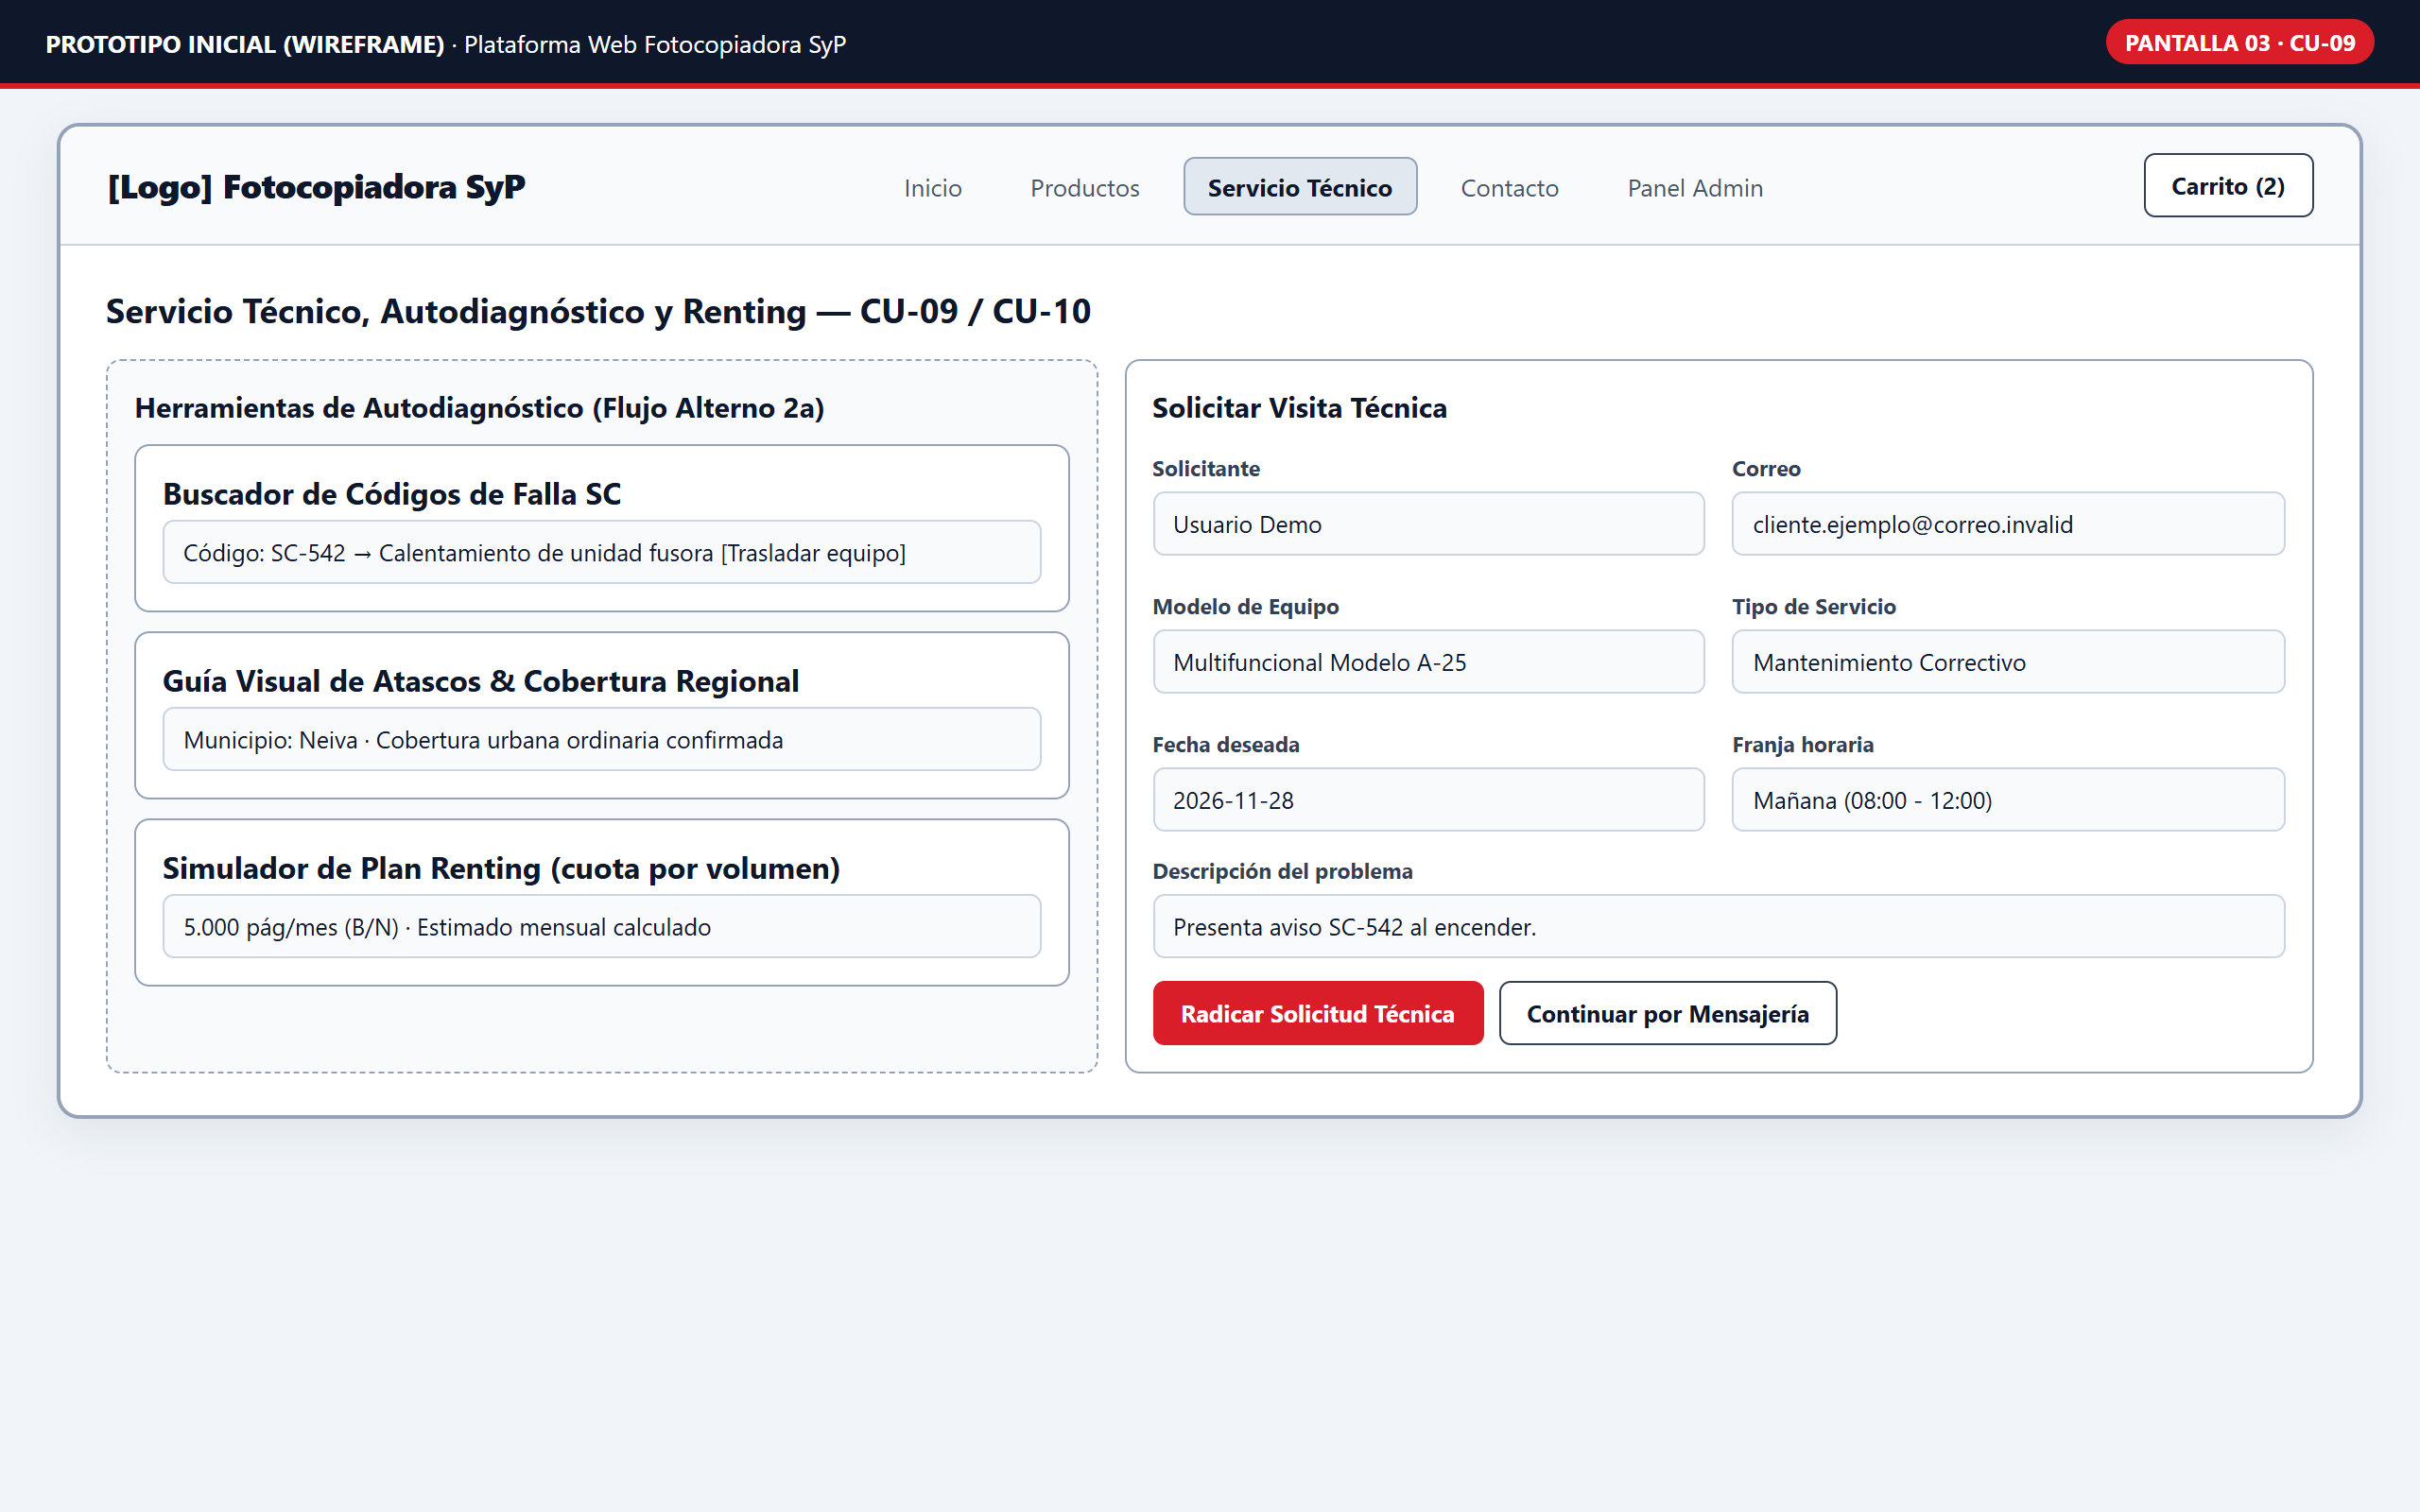 PROTOTIPO INICIAL (WIREFRAME) · Plataforma Web Fotocopiadora SyP
PANTALLA 03 · CU-09
[Logo] Fotocopiadora SyP
Inicio
Productos
Servicio Técnico
Contacto
Panel Admin
Carrito (2)
Servicio Técnico, Autodiagnóstico y Renting — CU-09 / CU-10
Herramientas de Autodiagnóstico (Flujo Alterno 2a)
Buscador de Códigos de Falla SC
Código: SC-542 → Calentamiento de unidad fusora [Trasladar equipo]
Guía Visual de Atascos & Cobertura Regional
Municipio: Neiva · Cobertura urbana ordinaria confirmada
Simulador de Plan Renting (cuota por volumen)
5.000 pág/mes (B/N) · Estimado mensual calculado
Solicitar Visita Técnica
Solicitante
Usuario Demo
Correo
cliente.ejemplo@correo.invalid
Modelo de Equipo
Multifuncional Modelo A-25
Tipo de Servicio
Mantenimiento Correctivo
Fecha deseada
2026-11-28
Franja horaria
Mañana (08:00 - 12:00)
Descripción del problema
Presenta aviso SC-542 al encender.
Radicar Solicitud Técnica
Continuar por Mensajería